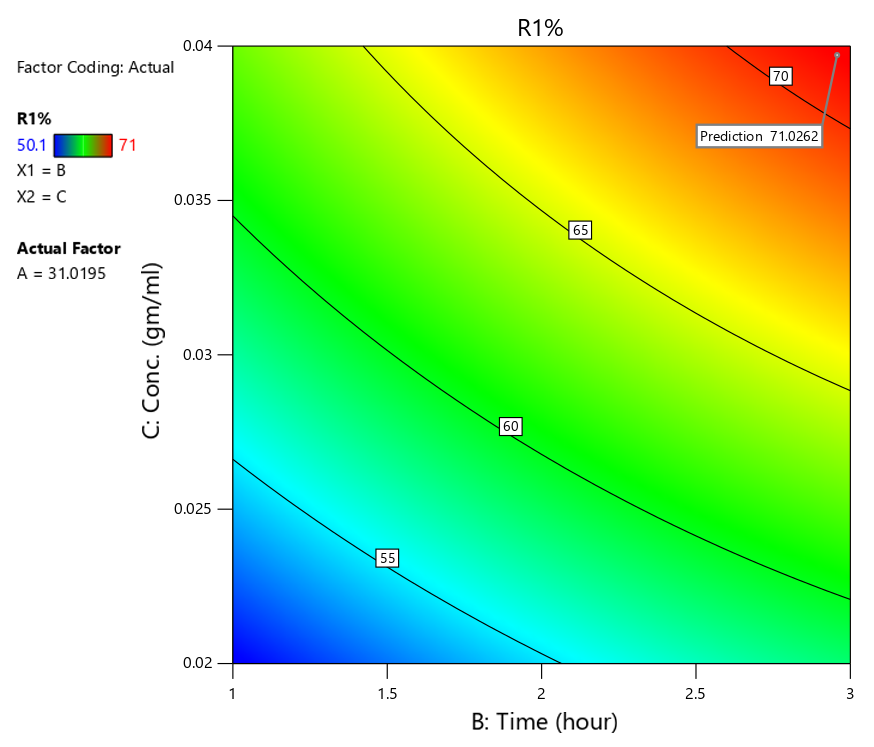 R1%
Factor Coding: Actual
R1%
50.1 71
X1 = B
X2 = C
Actual Factor
A = 31.0195
C: Conc. (gm/ml)
0.04
0.035
0.03
0.025
0.02
70
Prediction 71.0262
65
60
55
1 1.5 2 2.5 3
B: Time (hour)